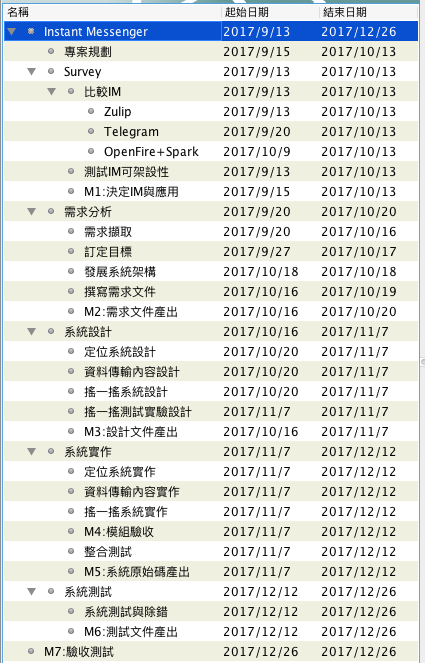 名稱 起始日期 結束日期
Instant Messenger 2017/9/13 2017/12/26
專案規劃 2017/9/15 2017/10/13
Survey 2017/9/13 2017/10/13
比較IM 2017/9/13 2017/10/13
Zulip 2017/9/13 2017/10/13
Telegram 2017/9/20 2017/10/13
OpenFire+Spark 2017/10/9 2017/10/13
測試IM可架設性 2017/9/13 2017/10/13
M1:決定IM與應用 2017/9/15 2017/10/13
需求分析 2017/9/20 2017/10/20
需求擷取 2017/9/20 2017/10/16
訂定目標 2017/9/27 2017/10/17
發展系統架構 2017/10/18 2017/10/18
撰寫需求文件 2017/10/16 2017/10/19
M2:需求文件產出 2017/10/16 2017/10/20
系統設計 2017/10/16 2017/11/7
定位系統設計 2017/10/20 2017/11/7
資料傳輸內容設計 2017/10/20 2017/11/7
搖一搖系統設計 2017/10/20 2017/11/7
搖一搖測試實驗設計 2017/11/7 2017/11/7
M3:設計文件產出 2017/10/16 2017/11/7
系統實作 2017/11/7 2017/12/12
定位系統實作 2017/11/7 2017/12/12
資料傳輸內容實作 2017/11/7 2017/12/12
搖一搖系統實作 2017/11/7 2017/12/12
M4:模組驗收 2017/11/7 2017/12/12
整合測試 2017/11/7 2017/12/12
M5:系統原始碼產出 2017/11/7 2017/12/12
系統測試 2017/12/12 2017/12/26
系統測試與除錯 2017/12/12 2017/12/26
M6:測試文件產出 2017/12/12 2017/12/26
M7:驗收測試 2017/12/26 2017/12/26